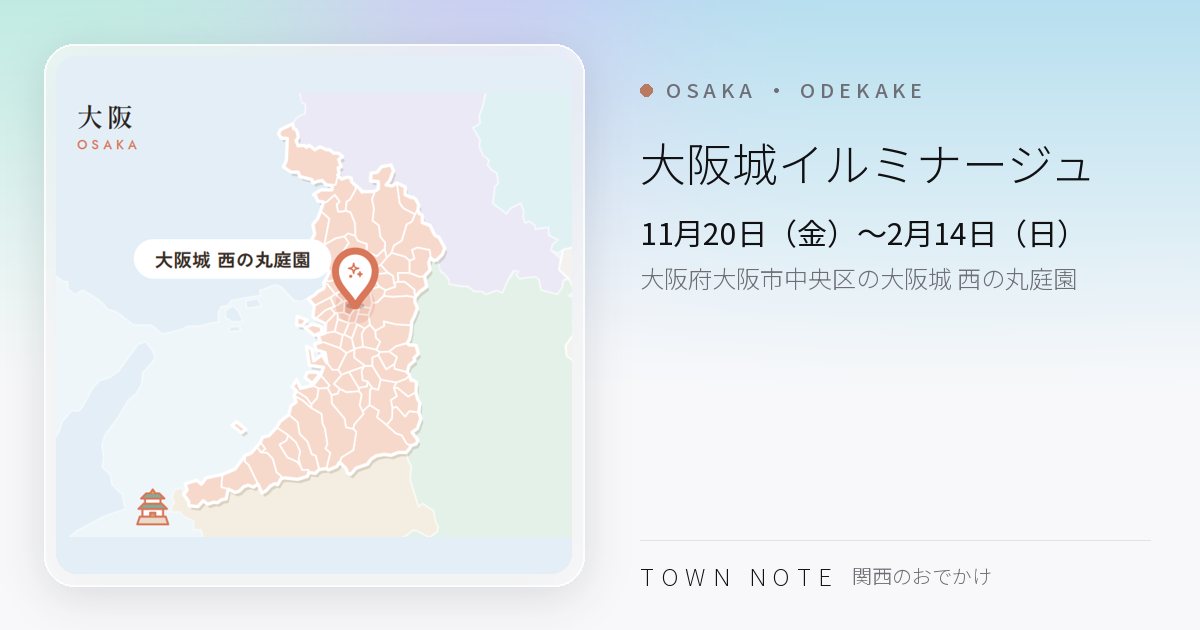 大阪
OSAKA
大阪城 西の丸庭園
OSAKA・ODEKAKE
大阪城イルミナージュ
11月20日（金）～2月14日（日）
大阪府大阪市中央区の大阪城 西の丸庭園
TOWN NOTE 関西のおでかけ